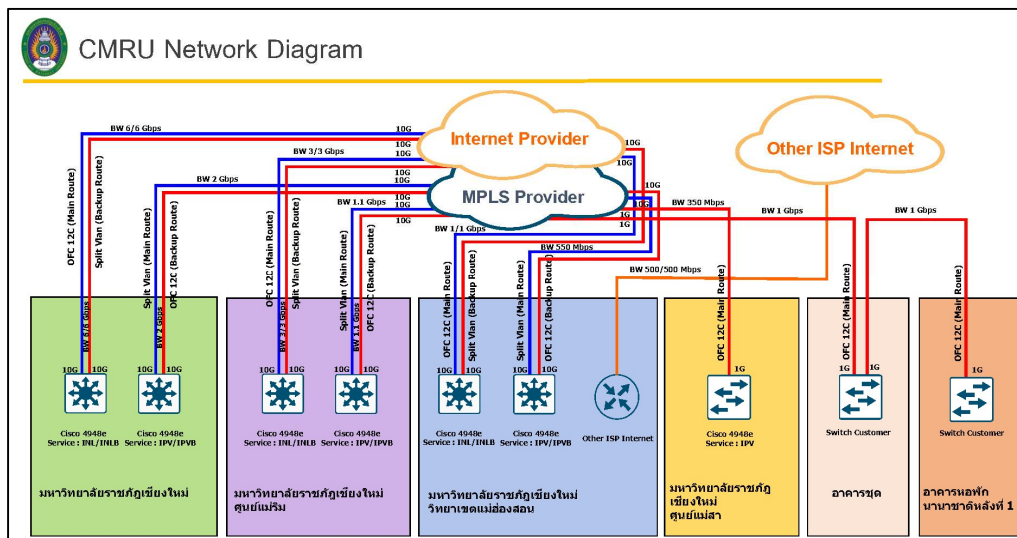 CMRU Network Diagram
Internet Provider
Other ISP Internet
MPLS Provider
BW 6/6 Gbps
10G
10G
BW 3/3 Gbps
10G
10G
BW 2 Gbps
10G
10G
BW 1.1 Gbps
10G
10G
10G
10G
10G
10G
1G
1G
BW 350 Mbps
BW 1 Gbps
BW 1 Gbps
BW 1/1 Gbps
BW 550 Mbps
BW 500/500 Mbps
OFC 12C (Main Route)
Split Vlan (Backup Route)
Split Vlan (Main Route)
OFC 12C (Backup Route)
OFC 12C (Main Route)
Split Vlan (Backup Route)
Split Vlan (Main Route)
OFC 12C (Backup Route)
OFC 12C (Main Route)
Split Vlan (Backup Route)
Split Vlan (Main Route)
OFC 12C (Backup Route)
OFC 12C (Main Route)
OFC 12C (Main Route)
OFC 12C (Main Route)
BW 6/6 Gbps
BW 2 Gbps
BW 3/3 Gbps
BW 1.1 Gbps
10G 10G
10G 10G
10G 10G
10G 10G
10G 10G
10G 10G
1G
1G 1G
1G
Cisco 4948e
Service : INL/INLB
Cisco 4948e
Service : IPV/IPVB
Cisco 4948e
Service : INL/INLB
Cisco 4948e
Service : IPV/IPVB
Cisco 4948e
Service : INL/INLB
Cisco 4948e
Service : IPV/IPVB
Other ISP Internet
Cisco 4948e
Service : IPV
Switch Customer
Switch Customer
มหาวิทยาลัยราชภัฏเชียงใหม่
มหาวิทยาลัยราชภัฏเชียงใหม่
ศูนย์แม่ริม
มหาวิทยาลัยราชภัฏเชียงใหม่
วิทยาเขตแม่ฮ่องสอน
มหาวิทยาลัยราชภัฏ
เชียงใหม่
ศูนย์แม่สา
อาคารชุด
อาคารหอพัก
นานาชาติหลังที่ 1